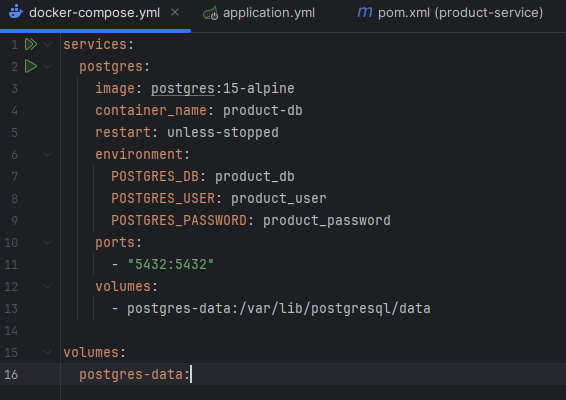 docker-compose.yml × application.yml pom.xml (product-service)
1 services:
2   postgres:
3     image: postgres:15-alpine
4     container_name: product-db
5     restart: unless-stopped
6     environment:
7       POSTGRES_DB: product_db
8       POSTGRES_USER: product_user
9       POSTGRES_PASSWORD: product_password
10     ports:
11       - "5432:5432"
12     volumes:
13       - postgres-data:/var/lib/postgresql/data
14
15 volumes:
16   postgres-data: